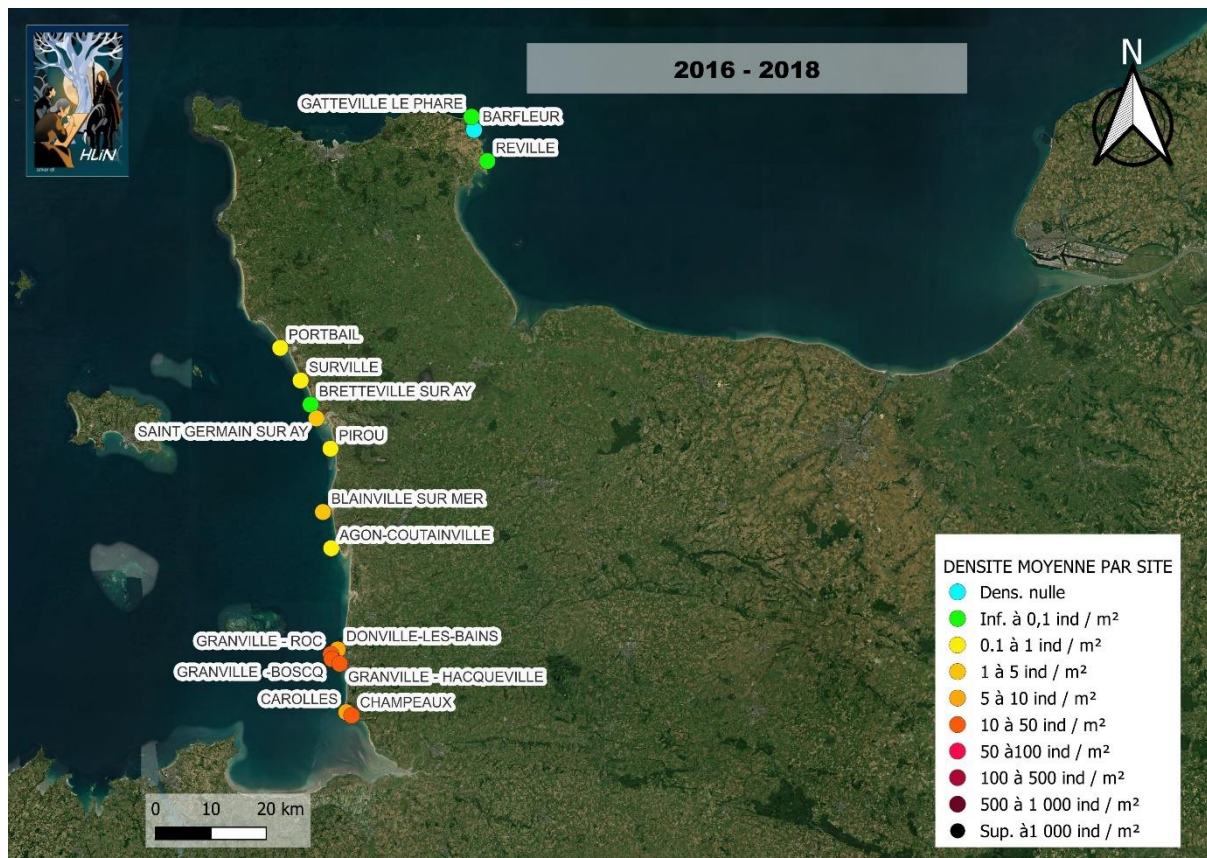 HLiN
2016 - 2018
N
GATTEVILLE LE PHARE
BARFLEUR
REVILLE
PORTBAIL
SURVILLE
BRETTEVILLE SUR AY
SAINT GERMAIN SUR AY
PIROU
BLAINVILLE SUR MER
AGON-COUTAINVILLE
GRANVILLE - ROC
DONVILLE-LES-BAINS
GRANVILLE -BOSCQ
GRANVILLE - HACQUEVILLE
CAROLLES
CHAMPEAUX
0 10 20 km
DENSITE MOYENNE PAR SITE
Dens. nulle
Inf. à 0,1 ind / m²
0.1 à 1 ind / m²
1 à 5 ind / m²
5 à 10 ind / m²
10 à 50 ind / m²
50 à100 ind / m²
100 à 500 ind / m²
500 à 1 000 ind / m²
Sup. à1 000 ind / m²